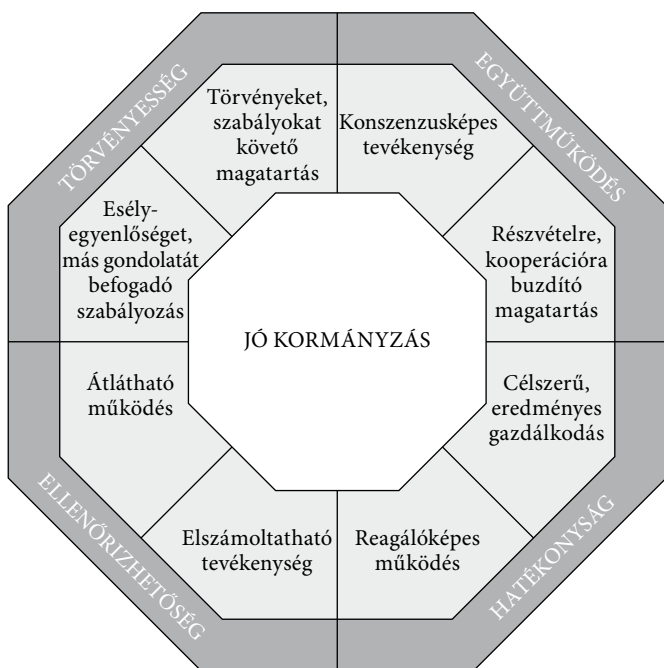 TÖRVÉNYESSÉG
EGYÜTTMŰKÖDÉS
Törvényeket,
szabályokat
követő
magatartás
Konszenzusképes
tevékenység
Esély-
egyenlőséget,
más gondolatát
befogadó
szabályozás
Részvételre,
kooperációra
buzdító
magatartás
JÓ KORMÁNYZÁS
Átlátható
működés
Célszerű,
eredményes
gazdálkodás
Elszámoltatható
tevékenység
Reagálóképes
működés
ELLENŐRIZHETŐSÉG
HATÉKONYSÁG